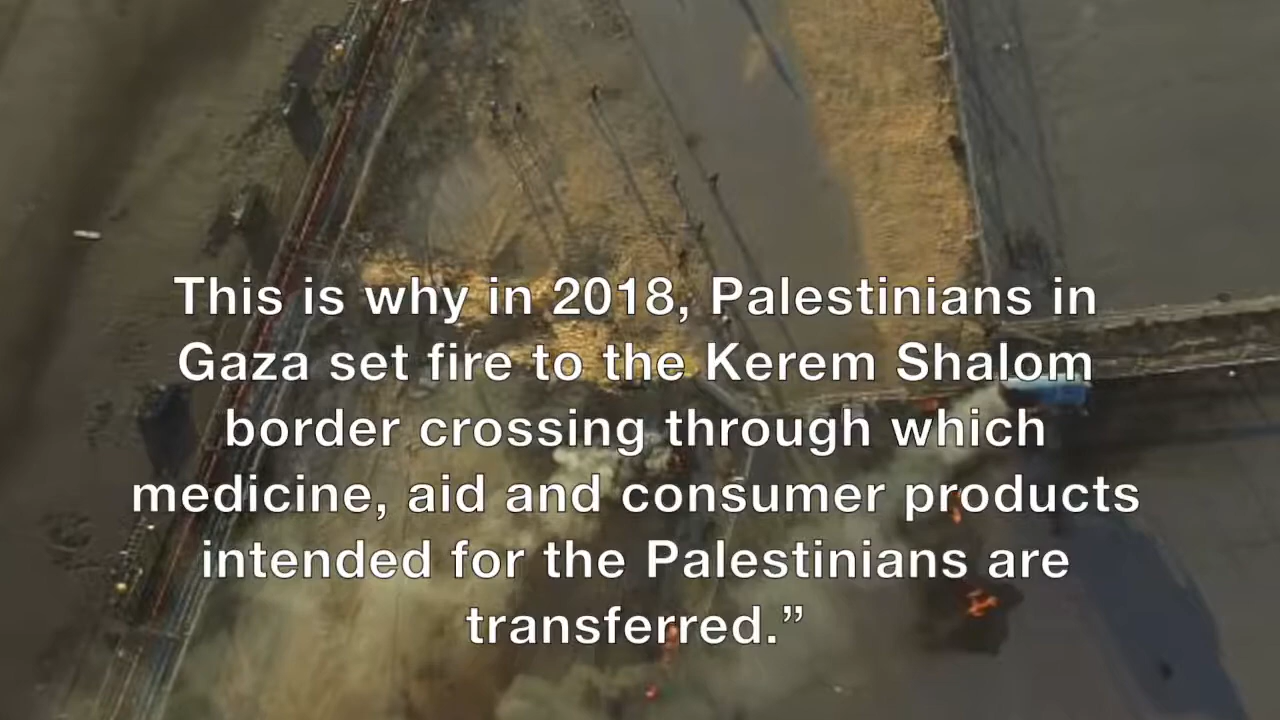 This is why in 2018, Palestinians in
Gaza set fire to the Kerem Shalom
border crossing through which
medicine, aid and consumer products
intended for the Palestinians are
transferred.”